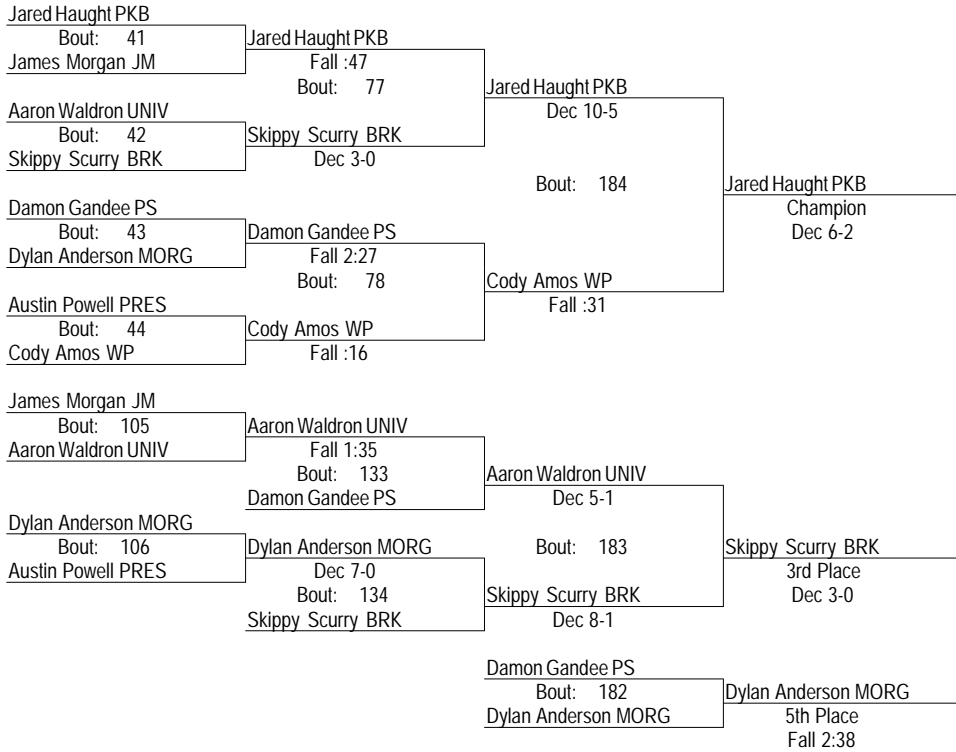 Jared Haught PKB
Bout: 41
James Morgan JM
Jared Haught PKB
Fall :47
Bout: 77
Aaron Waldron UNIV
Bout: 42
Skippy Scurry BRK
Skippy Scurry BRK
Dec 3-0
Jared Haught PKB
Dec 10-5
Bout: 184
Damon Gandee PS
Bout: 43
Dylan Anderson MORG
Damon Gandee PS
Fall 2:27
Bout: 78
Austin Powell PRES
Bout: 44
Cody Amos WP
Cody Amos WP
Fall :16
Cody Amos WP
Fall :31
Jared Haught PKB
Champion
Dec 6-2
James Morgan JM
Bout: 105
Aaron Waldron UNIV
Aaron Waldron UNIV
Fall 1:35
Bout: 133
Damon Gandee PS
Aaron Waldron UNIV
Dec 5-1
Bout: 183
Dylan Anderson MORG
Bout: 106
Austin Powell PRES
Dylan Anderson MORG
Dec 7-0
Bout: 134
Skippy Scurry BRK
Skippy Scurry BRK
Dec 8-1
Skippy Scurry BRK
3rd Place
Dec 3-0
Damon Gandee PS
Bout: 182
Dylan Anderson MORG
Dylan Anderson MORG
5th Place
Fall 2:38